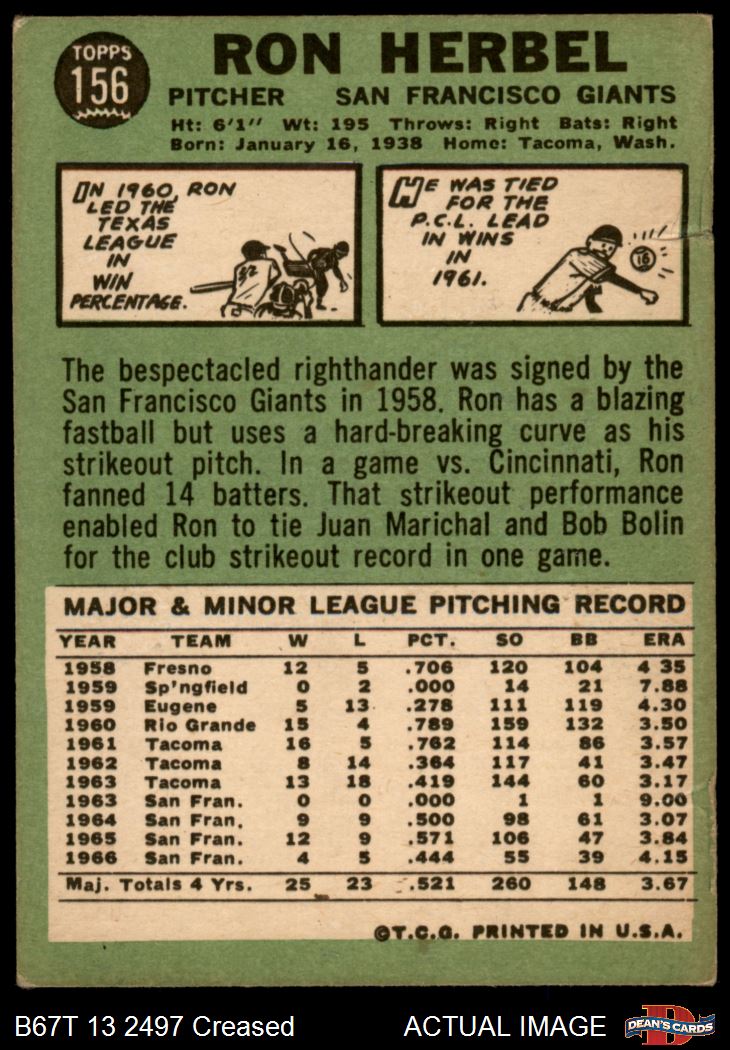 TOPPS
156
RON HERBEL
PITCHER SAN FRANCISCO GIANTS
Ht: 6'1" Wt: 195 Throws: Right Bats: Right
Born: January 16, 1938 Home: Tacoma, Wash.
IN 1960, RON
LED THE
TEXAS
LEAGUE
IN
WIN
PERCENTAGE.
HE WAS TIED
FOR THE
P.C.L. LEAD
IN WINS
IN
1961.
16
The bespectacled righthander was signed by the
San Francisco Giants in 1958. Ron has a blazing
fastball but uses a hard-breaking curve as his
strikeout pitch. In a game vs. Cincinnati, Ron
fanned 14 batters. That strikeout performance
enabled Ron to tie Juan Marichal and Bob Bolin
for the club strikeout record in one game.
MAJOR & MINOR LEAGUE PITCHING RECORD
YEAR TEAM W L PCT. SO BB ERA
1958 Fresno 12 5 .706 120 104 4 35
1959 Sp'ngfield 0 2 .000 14 21 7.88
1959 Eugene 5 13 .278 111 119 4.30
1960 Rio Grande 15 4 .789 159 132 3.50
1961 Tacoma 16 5 .762 114 86 3.57
1962 Tacoma 8 14 .364 117 41 3.47
1963 Tacoma 13 18 .419 144 60 3.17
1963 San Fran. 0 0 .000 1 1 9.00
1964 San Fran. 9 9 .500 98 61 3.07
1965 San Fran. 12 9 .571 106 47 3.84
1966 San Fran. 4 5 .444 55 39 4.15
Maj. Totals 4 Yrs. 25 23 .521 260 148 3.67
©T.C.G. PRINTED IN U.S.A.
B67T 13 2497 Creased ACTUAL IMAGE
DEAN'S CARDS
www.DeansCards.com